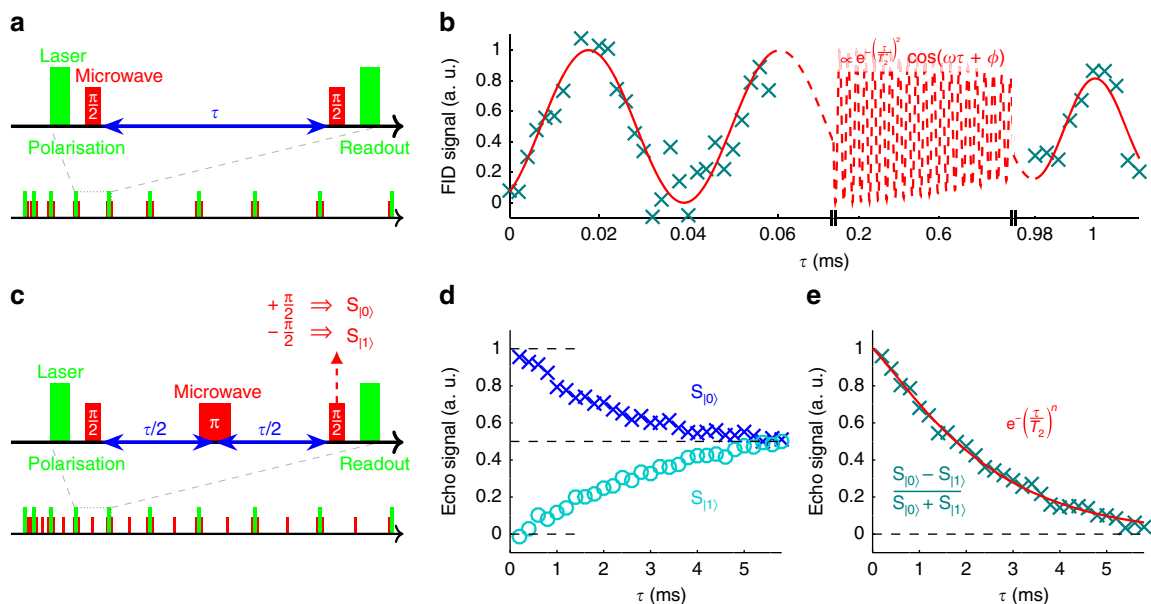 a
Laser
Microwave
π/2
π/2
τ
Polarisation
Readout
b
FID signal (a. u.)
1
0.8
0.6
0.4
0.2
0
∝ e^−(τ/T₂*)² cos(ωτ + ϕ)
0
0.02
0.04
0.06
0.2
0.6
0.98
1
τ (ms)
c
+ π/2 ⇒ S|0⟩
− π/2 ⇒ S|1⟩
Laser
Microwave
π/2
π
π/2
τ/2
τ/2
Polarisation
Readout
d
Echo signal (a. u.)
1
0.8
0.6
0.4
0.2
0
S|0⟩
S|1⟩
0
1
2
3
4
5
τ (ms)
e
Echo signal (a. u.)
1
0.8
0.6
0.4
0.2
0
e^−(τ/T₂)ⁿ
S|0⟩ − S|1⟩
S|0⟩ + S|1⟩
0
1
2
3
4
5
τ (ms)